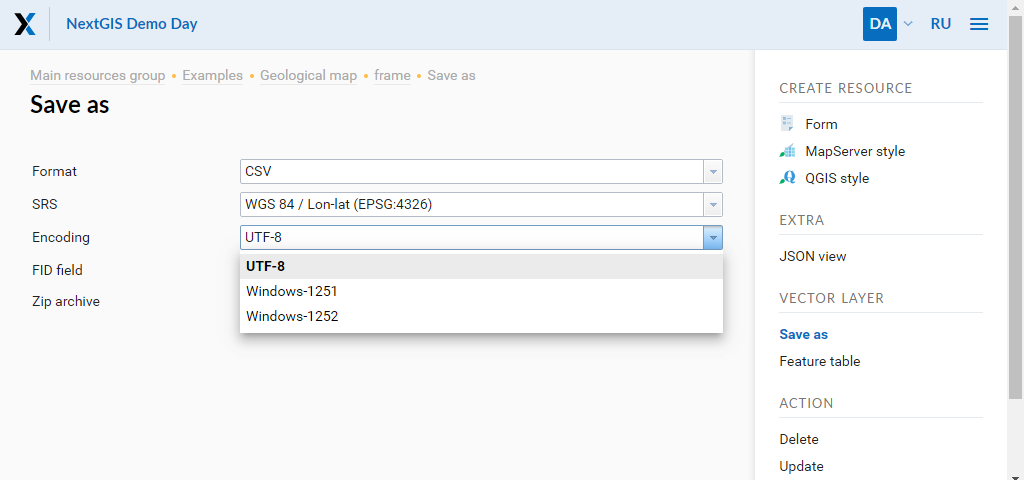 NextGIS Demo Day
DA
RU
Main resources group • Examples • Geological map • frame • Save as
Save as
Format
CSV
SRS
WGS 84 / Lon-lat (EPSG:4326)
Encoding
UTF-8
FID field
UTF-8
Windows-1251
Zip archive
Windows-1252
CREATE RESOURCE
Form
MapServer style
QGIS style
EXTRA
JSON view
VECTOR LAYER
Save as
Feature table
ACTION
Delete
Update